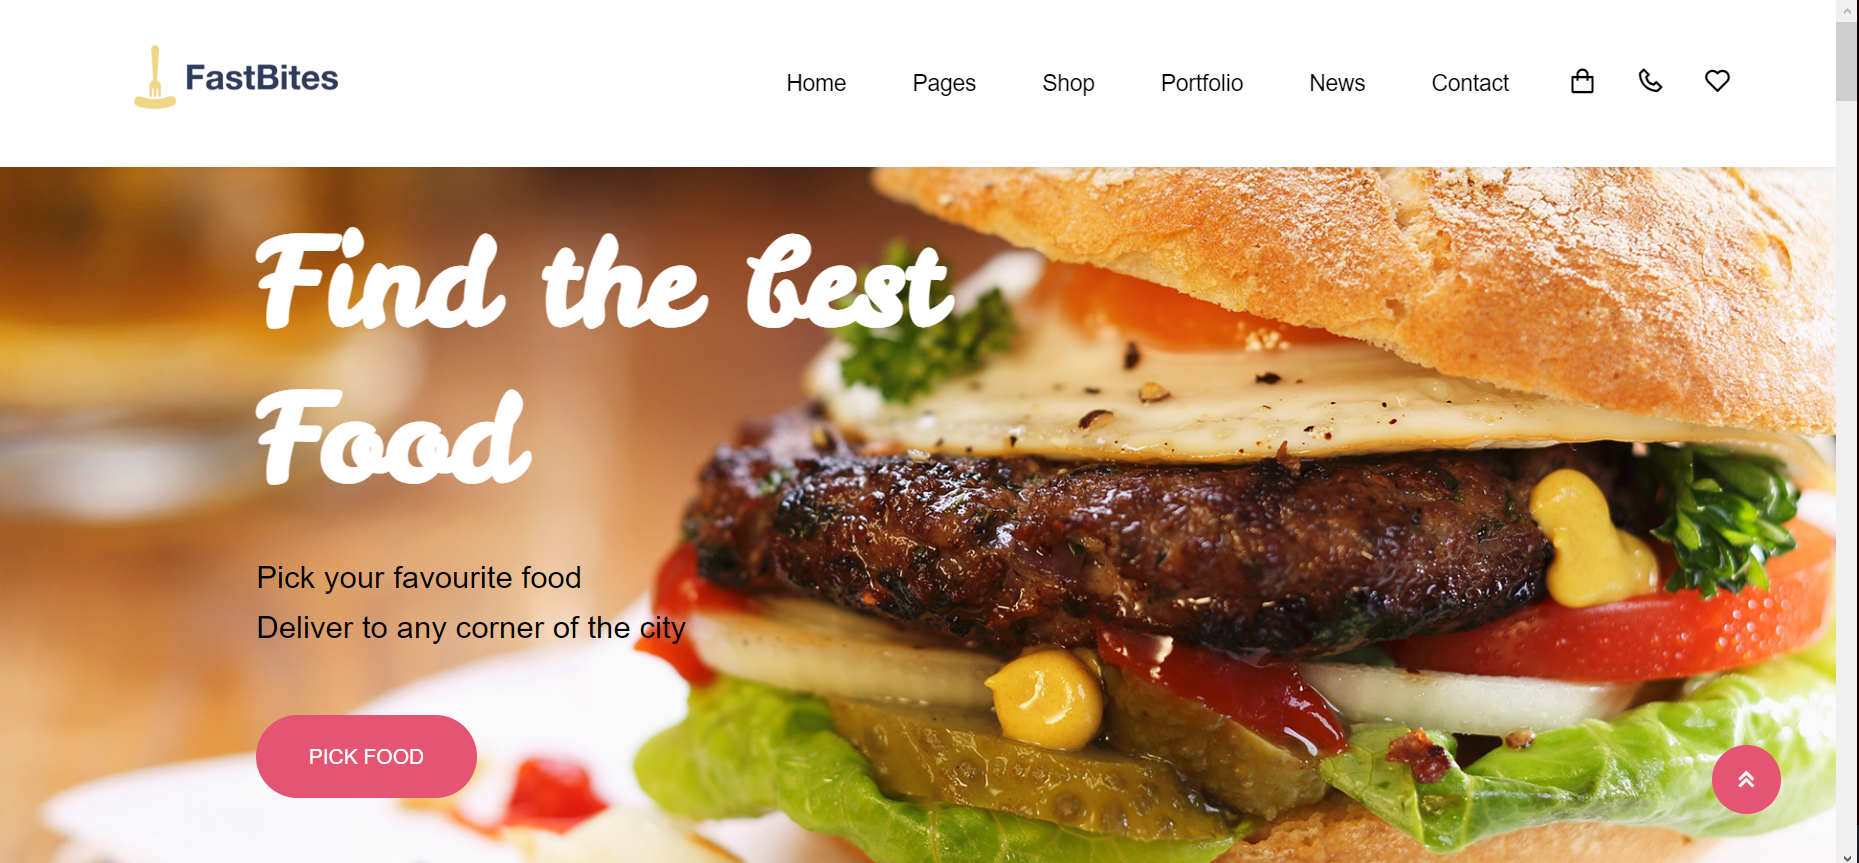 FastBites
Home Pages Shop Portfolio News Contact
Find the best
Food
Pick your favourite food
Deliver to any corner of the city
PICK FOOD